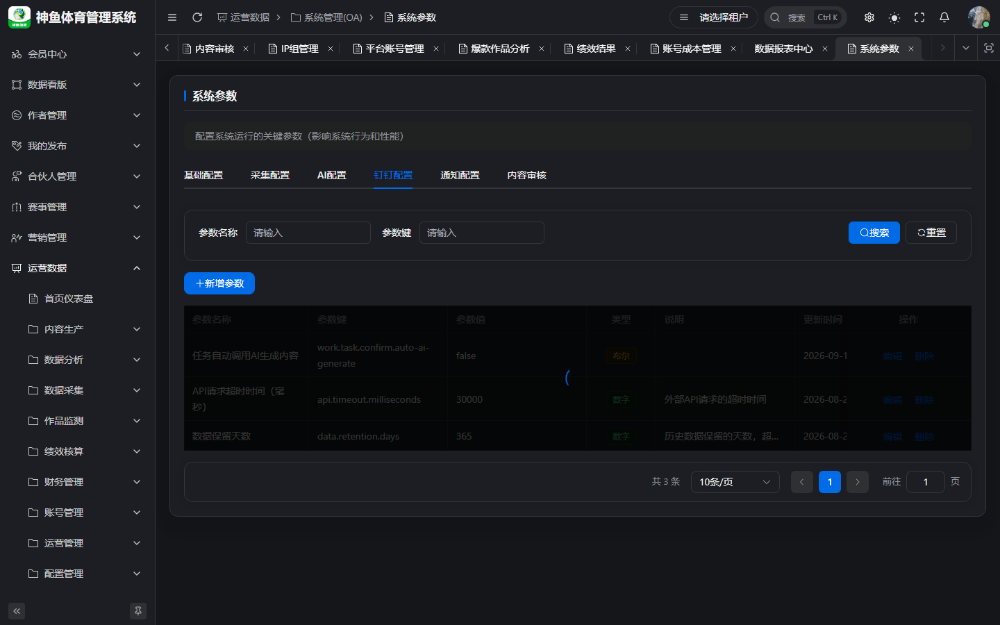 神鱼体育管理系统
运营数据
系统管理(OA)
系统参数
请选择租户
搜索
Ctrl K
内容审核
IP组管理
平台账号管理
爆款作品分析
绩效结果
账号成本管理
数据报表中心
系统参数
会员中心
数据看版
作者管理
我的发布
合伙人管理
赛事管理
营销管理
运营数据
首页仪表盘
内容生产
数据分析
数据采集
作品监测
绩效核算
财务管理
账号管理
运营管理
配置管理
系统参数
配置系统运行的关键参数（影响系统行为和性能）
基础配置 采集配置 AI配置 钉钉配置 通知配置 内容审核
参数名称 请输入 参数键 请输入 搜索 重置
新增参数
参数名称 参数键 参数值 类型 说明 更新时间 操作
任务自动调用AI生成内容 work.task.confirm.auto-ai-generate false 布尔 2026-09-1 编辑 删除
API请求超时时间（毫秒） api.timeout.milliseconds 30000 数字 外部API请求的超时时间 2026-08-2 编辑 删除
数据保留天数 data.retention.days 365 数字 历史数据保留的天数，超... 2026-08-2 编辑 删除
共 3 条 10条/页 1 前往 1 页